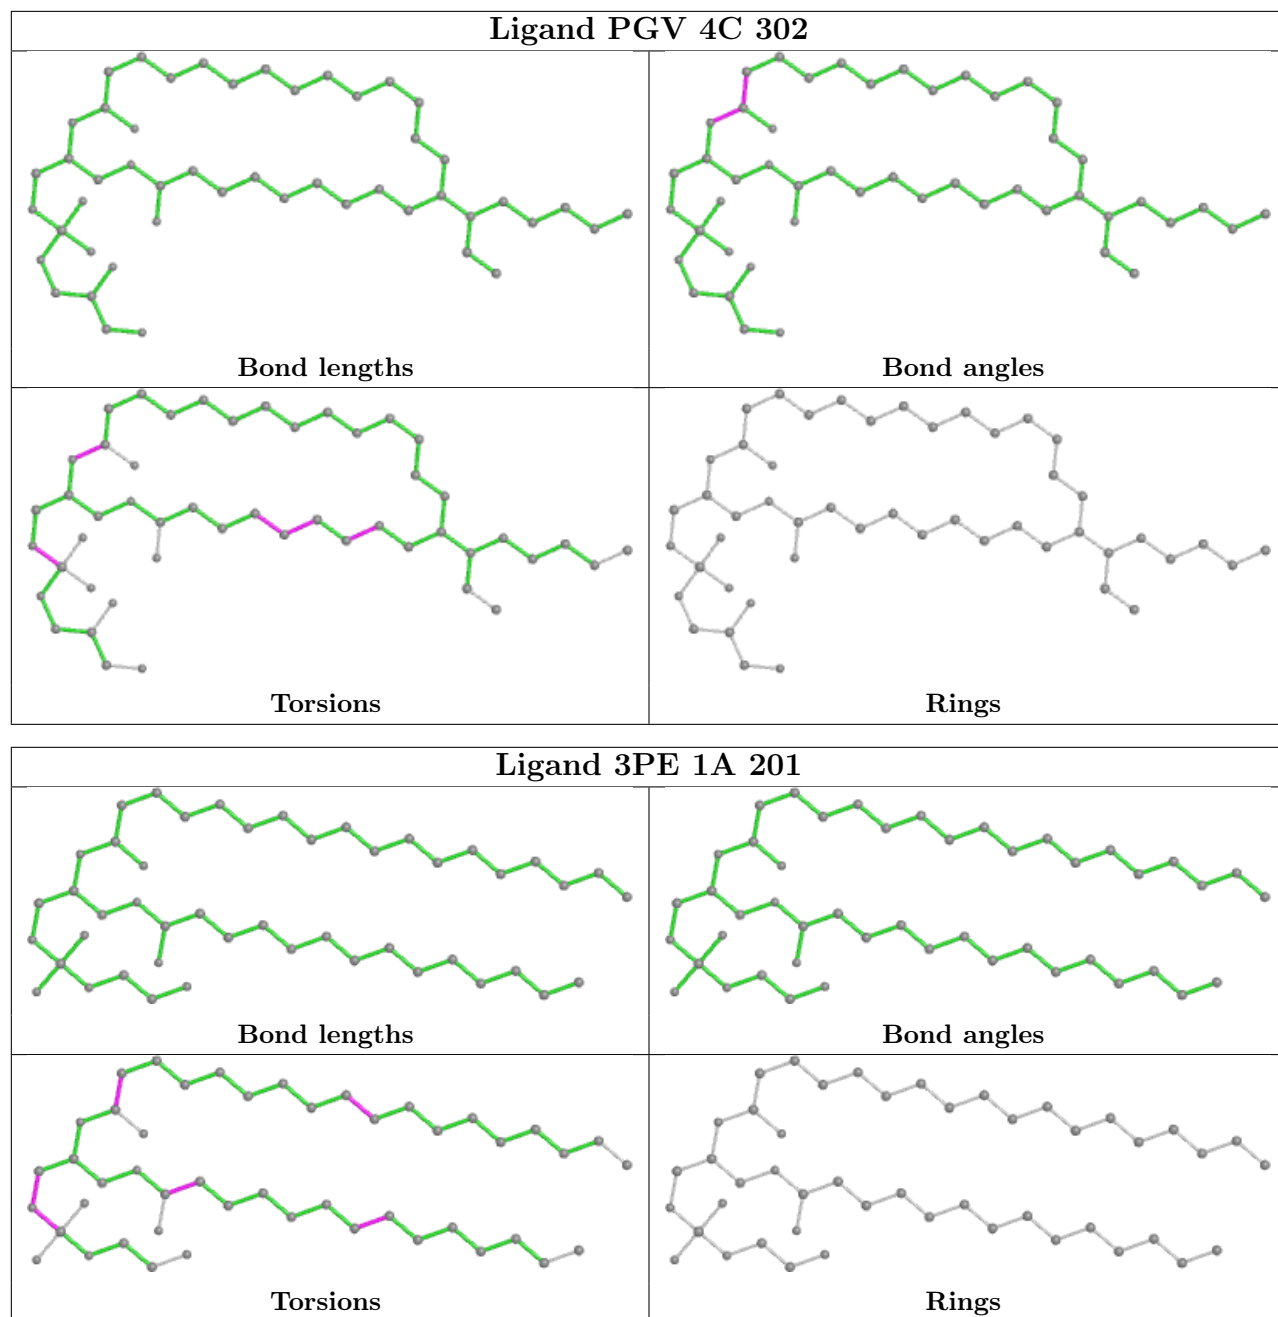 Ligand PGV 4C 302
Bond lengths
Bond angles
Torsions
Rings
Ligand 3PE 1A 201
Bond lengths
Bond angles
Torsions
Rings